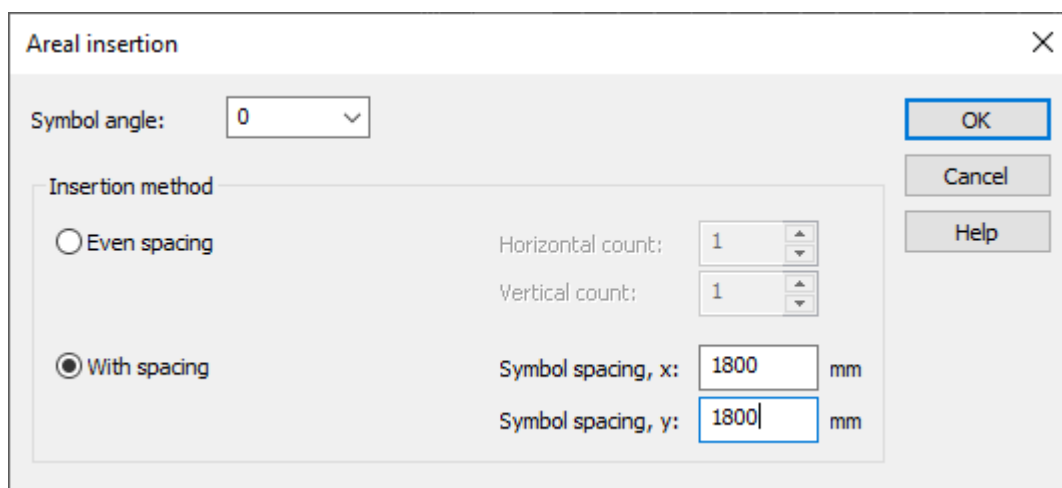 Areal insertion
Symbol angle: 0 OK
Insertion method Cancel
Even spacing Horizontal count: 1 Help
Vertical count: 1
With spacing Symbol spacing, x: 1800 mm
Symbol spacing, y: 1800 mm